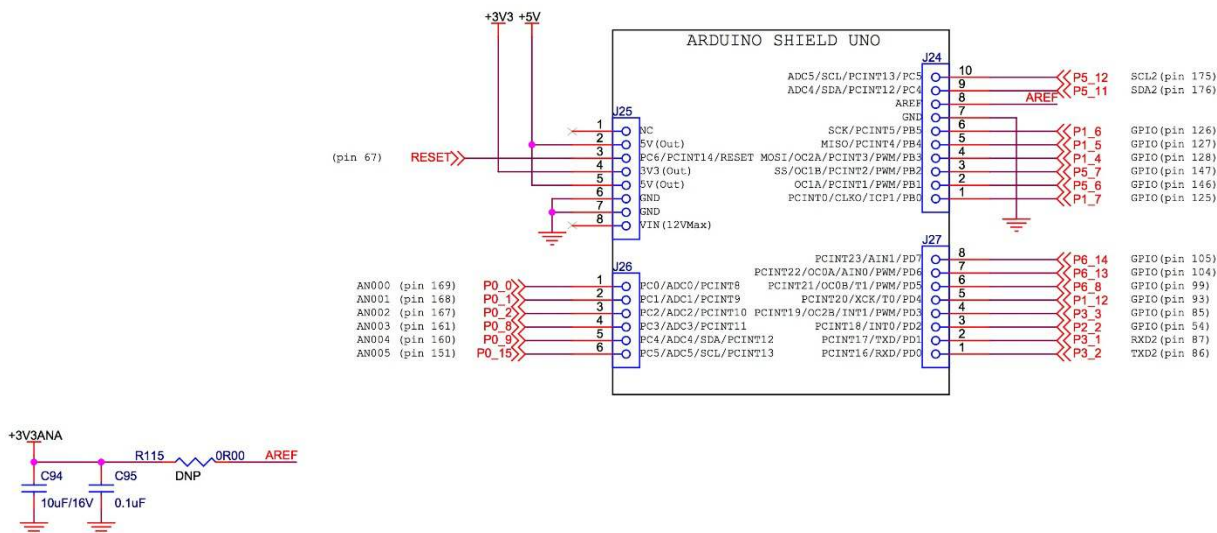 +3V3 +5V
ARDUINO SHIELD UNO
J24
ADC5/SCL/PCINT13/PC5 10 P5_12 SCL2(pin 175)
ADC4/SDA/PCINT12/PC4 9 P5_11 SDA2(pin 176)
AREF 8 AREF
GND 7
SCK/PCINT5/PB5 6 P1_6 GPIO(pin 126)
MISO/PCINT4/PB4 5 P1_5 GPIO(pin 127)
MOSI/OC2A/PCINT3/PWM/PB3 4 P1_4 GPIO(pin 128)
SS/OC1B/PCINT2/PWM/PB2 3 P5_7 GPIO(pin 147)
OC1A/PCINT1/PWM/PB1 2 P5_6 GPIO(pin 146)
PCINT0/CLKO/ICP1/PB0 1 P1_7 GPIO(pin 125)
J25
1 NC
2 5V(Out)
(pin 67) RESET 3 PC6/PCINT14/RESET
4 3V3(Out)
5 5V(Out)
6 GND
7 GND
8 VIN(12VMax)
J27
PCINT23/AIN1/PD7 8 P6_14 GPIO(pin 105)
PCINT22/OC0A/AIN0/PWM/PD6 7 P6_13 GPIO(pin 104)
PCINT21/OC0B/T1/PWM/PD5 6 P6_8 GPIO(pin 99)
PCINT20/XCK/T0/PD4 5 P1_12 GPIO(pin 93)
PCINT19/OC2B/INT1/PWM/PD3 4 P3_3 GPIO(pin 85)
PCINT18/INT0/PD2 3 P2_2 GPIO(pin 54)
PCINT17/TXD/PD1 2 P3_1 RXD2(pin 87)
PCINT16/RXD/PD0 1 P3_2 TXD2(pin 86)
J26
AN000 (pin 169) P0_0 1 PC0/ADC0/PCINT8
AN001 (pin 168) P0_1 2 PC1/ADC1/PCINT9
AN002 (pin 167) P0_2 3 PC2/ADC2/PCINT10
AN003 (pin 161) P0_8 4 PC3/ADC3/PCINT11
AN004 (pin 160) P0_9 5 PC4/ADC4/SDA/PCINT12
AN005 (pin 151) P0_15 6 PC5/ADC5/SCL/PCINT13
+3V3ANA
R115 0R00 AREF
DNP
C94 C95
10uF/16V 0.1uF